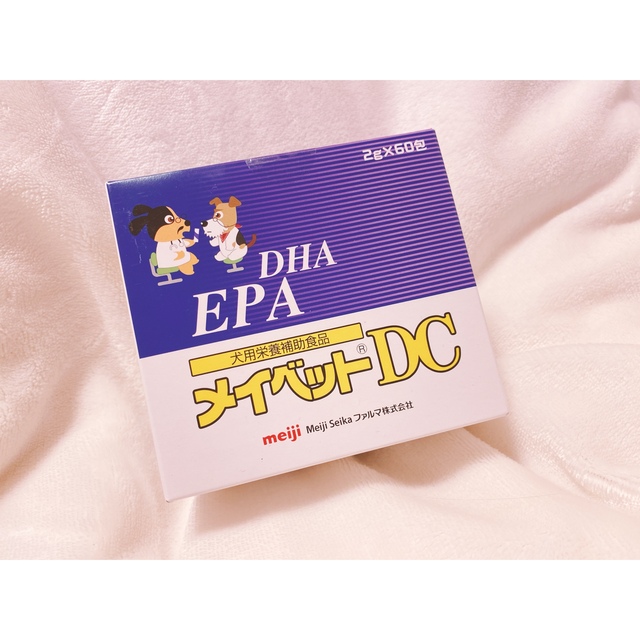 2g×60包
DHA
EPA
犬用栄養補助食品
メイベット®DC
meiji Meiji Seika ファルマ株式会社